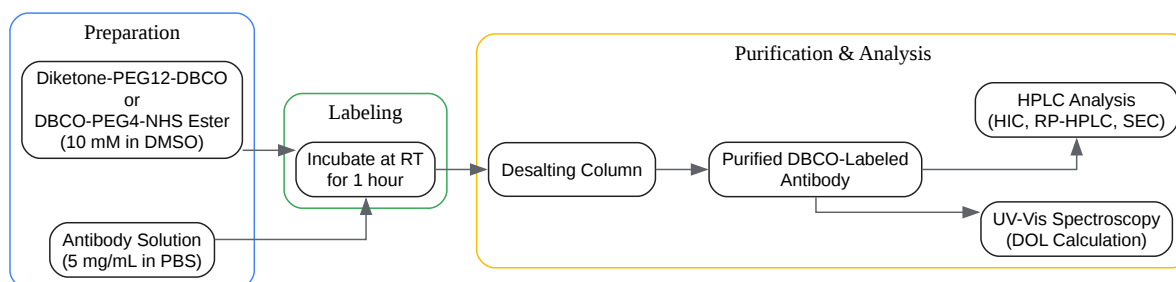 Preparation
Diketone-PEG12-DBCO
or
DBCO-PEG4-NHS Ester
(10 mM in DMSO)
Antibody Solution
(5 mg/mL in PBS)
Labeling
Incubate at RT
for 1 hour
Purification & Analysis
Desalting Column
Purified DBCO-Labeled
Antibody
HPLC Analysis
(HIC, RP-HPLC, SEC)
UV-Vis Spectroscopy
(DOL Calculation)